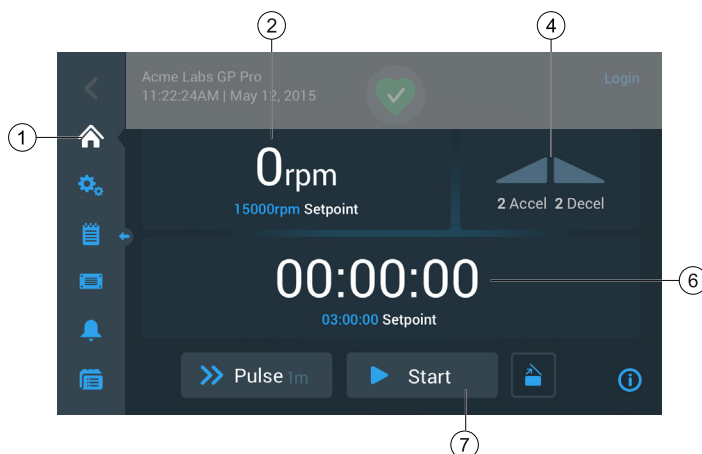 2
4
Acme Labs GP Pro
11:22:24AM | May 12, 2015
Login
1
0rpm
15000rpm Setpoint
2 Accel 2 Decel
00:00:00
6
03:00:00 Setpoint
Pulse 1m
Start
7